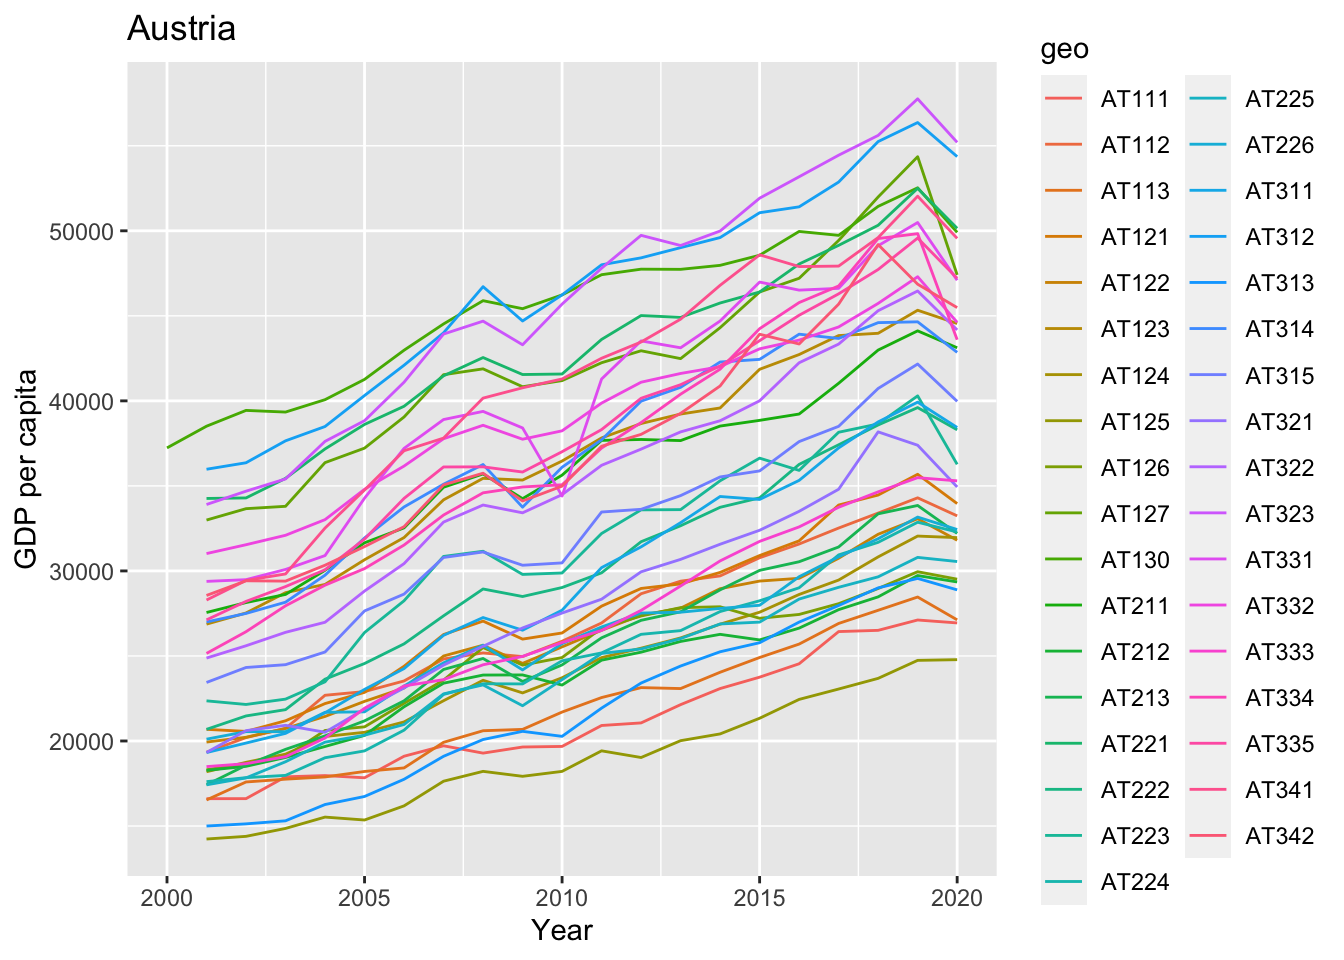 Austria
geo
AT111
AT112
AT113
AT121
AT122
AT123
AT124
AT125
AT126
AT127
AT130
AT211
AT212
AT213
AT221
AT222
AT223
AT224
AT225
AT226
AT311
AT312
AT313
AT314
AT315
AT321
AT322
AT323
AT331
AT332
AT333
AT334
AT335
AT341
AT342
GDP per capita
50000
40000
30000
20000
2000 2005 2010 2015 2020
Year